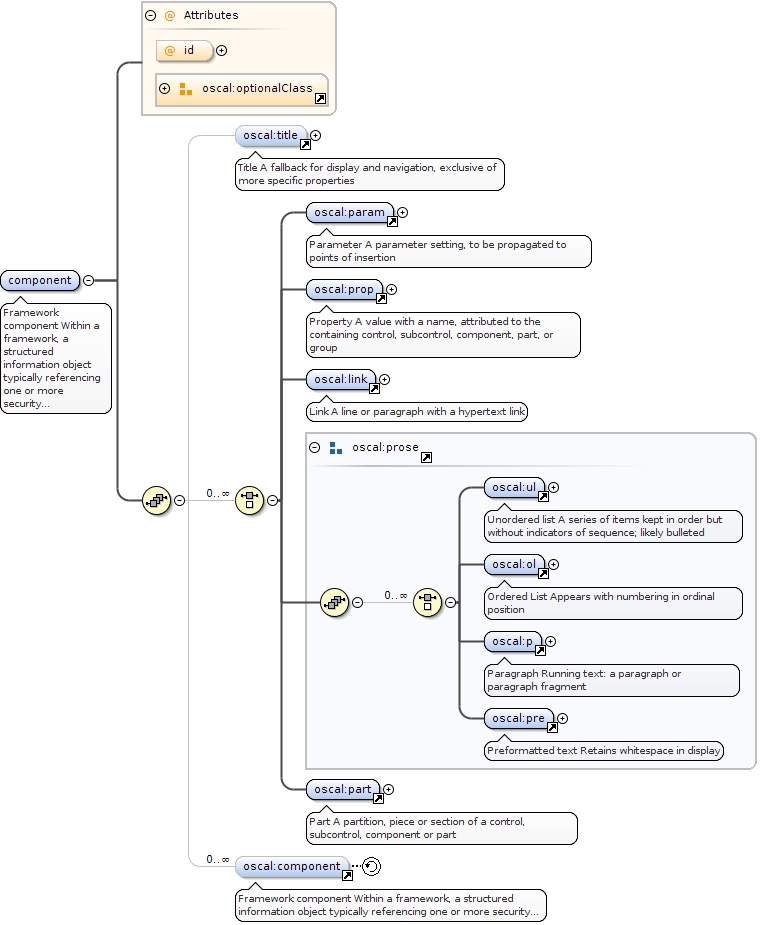 Attributes
@ id
oscal:optionalClass
oscal:title
Title A fallback for display and navigation, exclusive of
more specific properties
oscal:param
Parameter A parameter setting, to be propagated to
points of insertion
component
Framework
component Within a
framework, a
structured
information object
typically referencing
one or more
security...
oscal:prop
Property A value with a name, attributed to the
containing control, subcontrol, component, part, or
group
oscal:link
Link A line or paragraph with a hypertext link
oscal:prose
0..∞
oscal:ul
Unordered list A series of items kept in order but
without indicators of sequence; likely bulleted
oscal:ol
Ordered List Appears with numbering in ordinal
position
0..∞
oscal:p
Paragraph Running text: a paragraph or
paragraph fragment
oscal:pre
Preformatted text Retains whitespace in display
oscal:part
Part A partition, piece or section of a control,
subcontrol, component or part
0..∞
oscal:component
Framework component Within a framework, a structured
information object typically referencing one or more security...